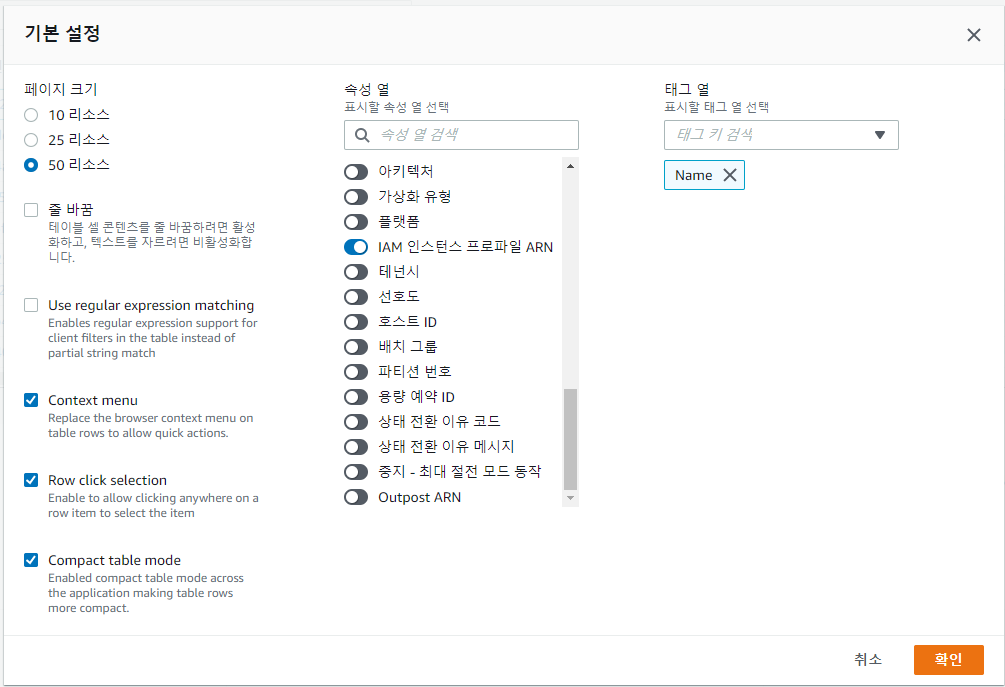 기본 설정
페이지 크기
10 리소스
25 리소스
50 리소스
줄 바꿈
테이블 셀 콘텐츠를 줄 바꿈하려면 활성
화하고, 텍스트를 자르려면 비활성화합
니다.
Use regular expression matching
Enables regular expression support for
client filters in the table instead of
partial string match
Context menu
Replace the browser context menu on
table rows to allow quick actions.
Row click selection
Enable to allow clicking anywhere on a
row item to select the item
Compact table mode
Enabled compact table mode across
the application making table rows
more compact.
속성 열
표시할 속성 열 선택
속성 열 검색
아키텍처
가상화 유형
플랫폼
IAM 인스턴스 프로파일 ARN
테넌시
선호도
호스트 ID
배치 그룹
파티션 번호
용량 예약 ID
상태 전환 이유 코드
상태 전환 이유 메시지
중지 - 최대 절전 모드 동작
Outpost ARN
태그 열
표시할 태그 열 선택
태그 키 검색
Name
취소
확인